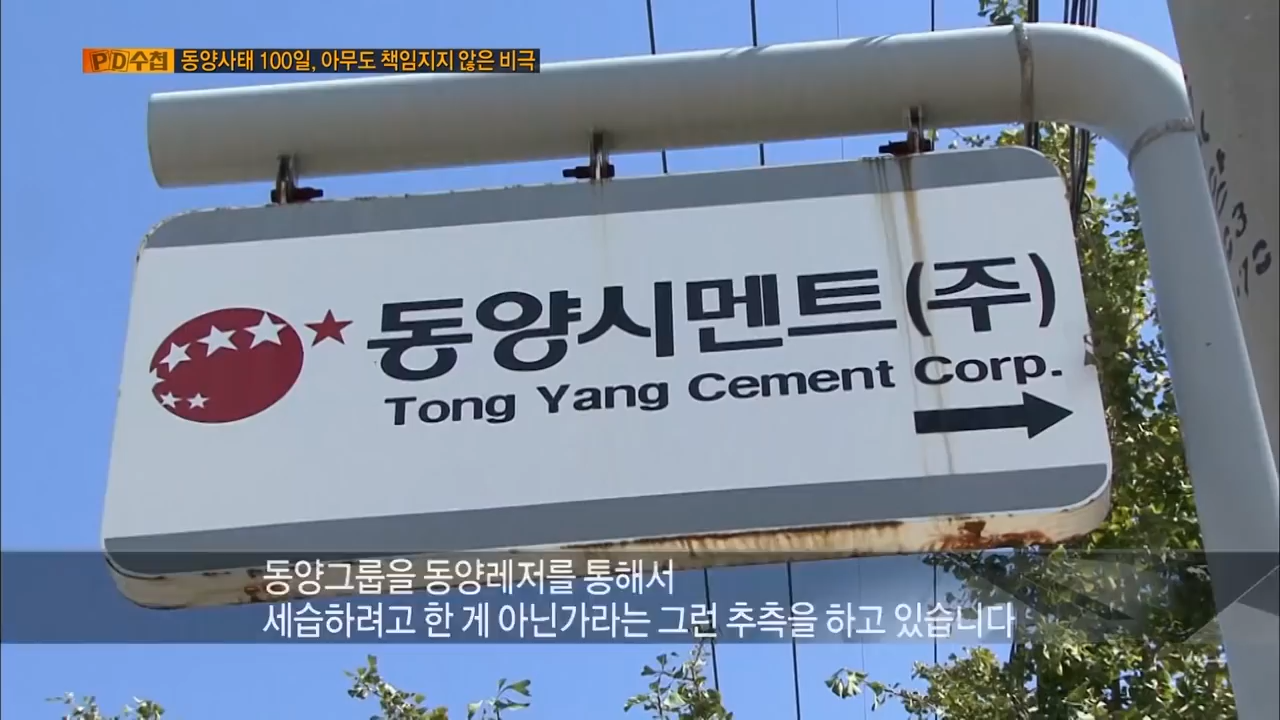 PD수첩 동양사태 100일, 아무도 책임지지 않은 비극
동양시멘트(주)
Tong Yang Cement Corp.
동양그룹을 동양레저를 통해서
세습하려고 한 게 아닌가라는 그런 추측을 하고 있습니다